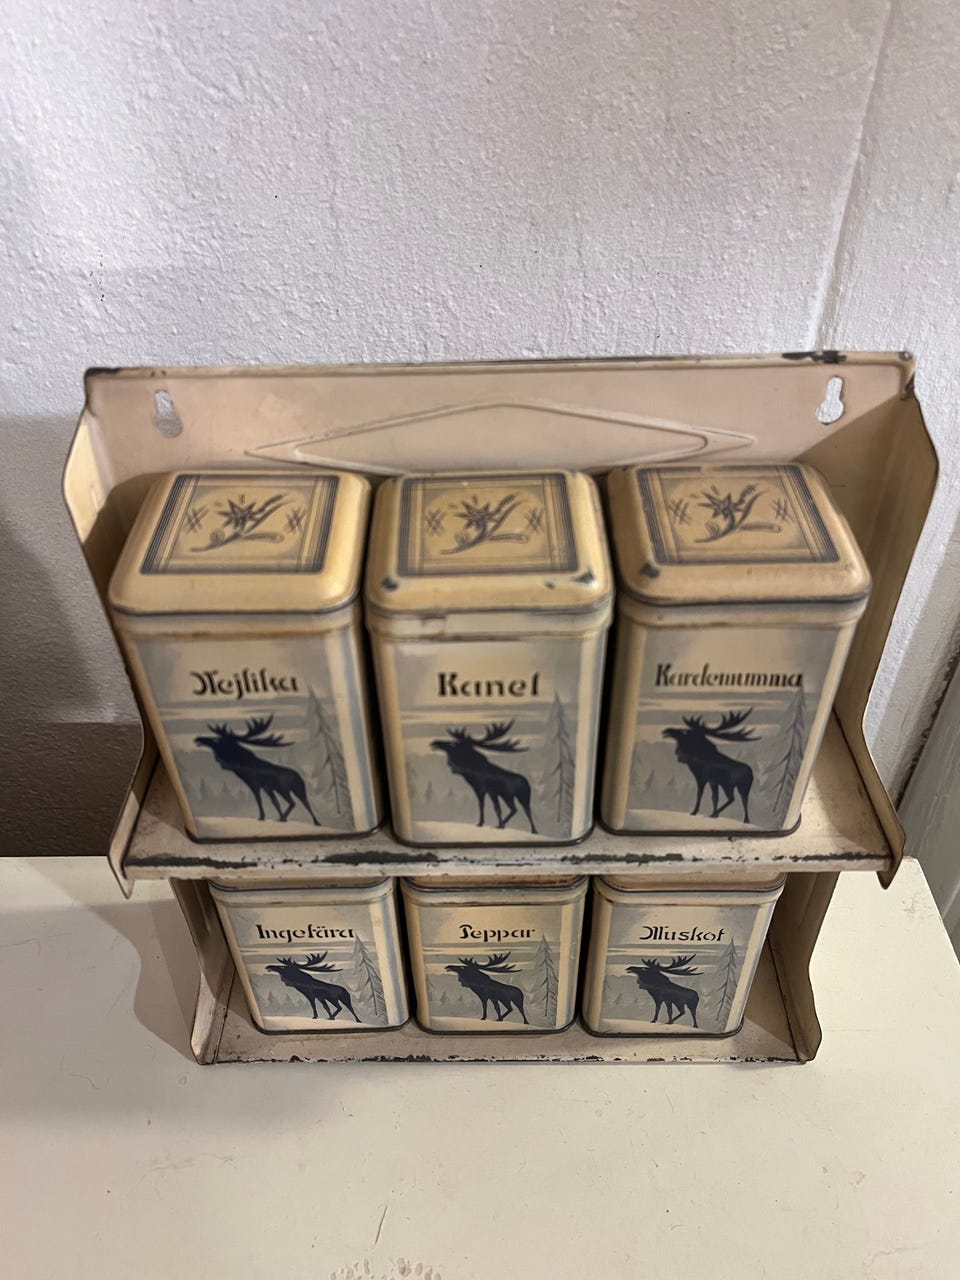 Nejlika
Kanel
Kardemumma
Ingefära
Peppar
Muskot